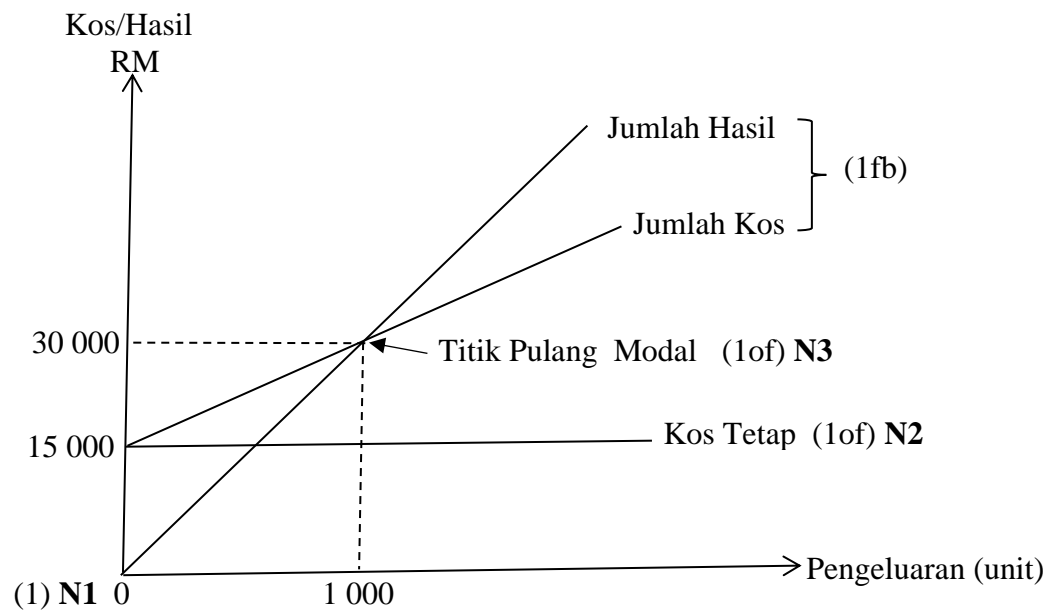 Kos/Hasil
RM
Jumlah Hasil
(1fb)
Jumlah Kos
30 000
Titik Pulang Modal (1of) N3
15 000
Kos Tetap (1of) N2
Pengeluaran (unit)
(1) N1 0 1 000